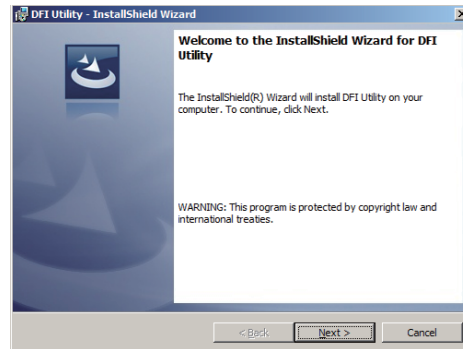 DFI Utility - InstallShield Wizard
Welcome to the InstallShield Wizard for DFI
Utility
The InstallShield(R) Wizard will install DFI Utility on your
computer. To continue, click Next.
WARNING: This program is protected by copyright law and
international treaties.
< Back
Next >
Cancel